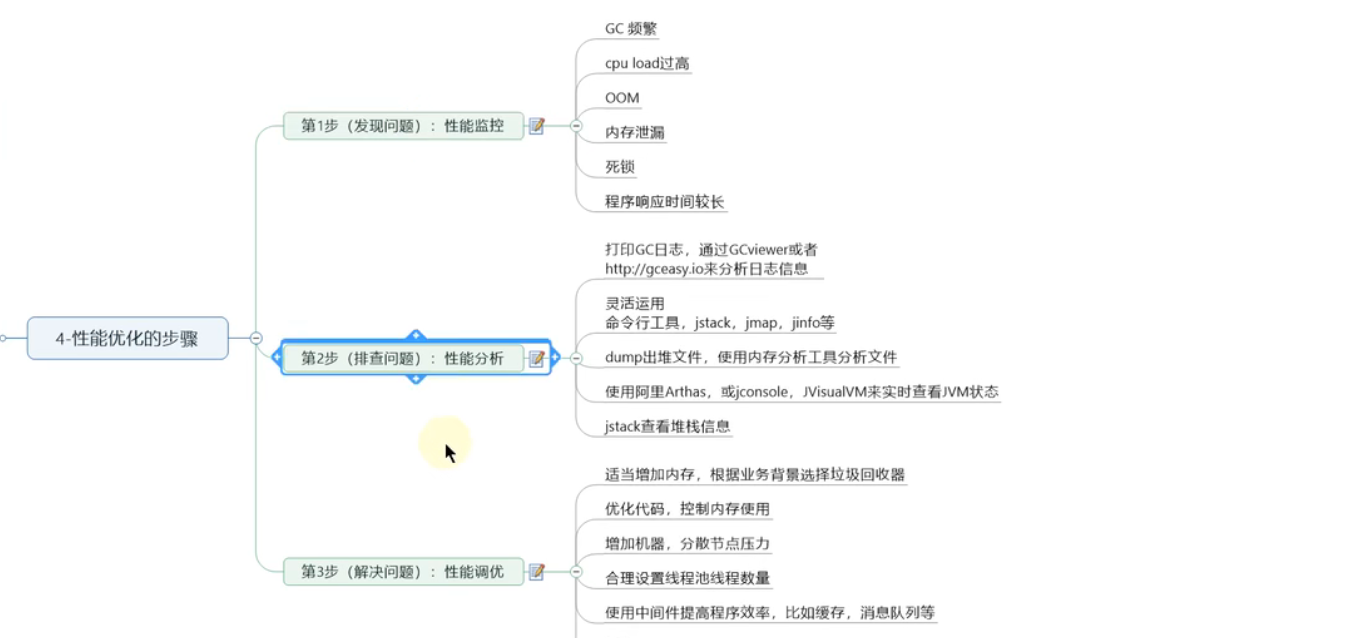 GC 频繁
cpu load过高
OOM
内存泄漏
死锁
程序响应时间较长
第1步（发现问题）：性能监控
打印GC日志，通过GCviewer或者
http://gceasy.io来分析日志信息
灵活运用
命令行工具，jstack，jmap，jinfo等
dump出堆文件，使用内存分析工具分析文件
使用阿里Arthas，或jconsole，JVisualVM来实时查看JVM状态
jstack查看堆栈信息
4-性能优化的步骤
第2步（排查问题）：性能分析
适当增加内存，根据业务背景选择垃圾回收器
优化代码，控制内存使用
增加机器，分散节点压力
合理设置线程池线程数量
使用中间件提高程序效率，比如缓存，消息队列等
第3步（解决问题）：性能调优